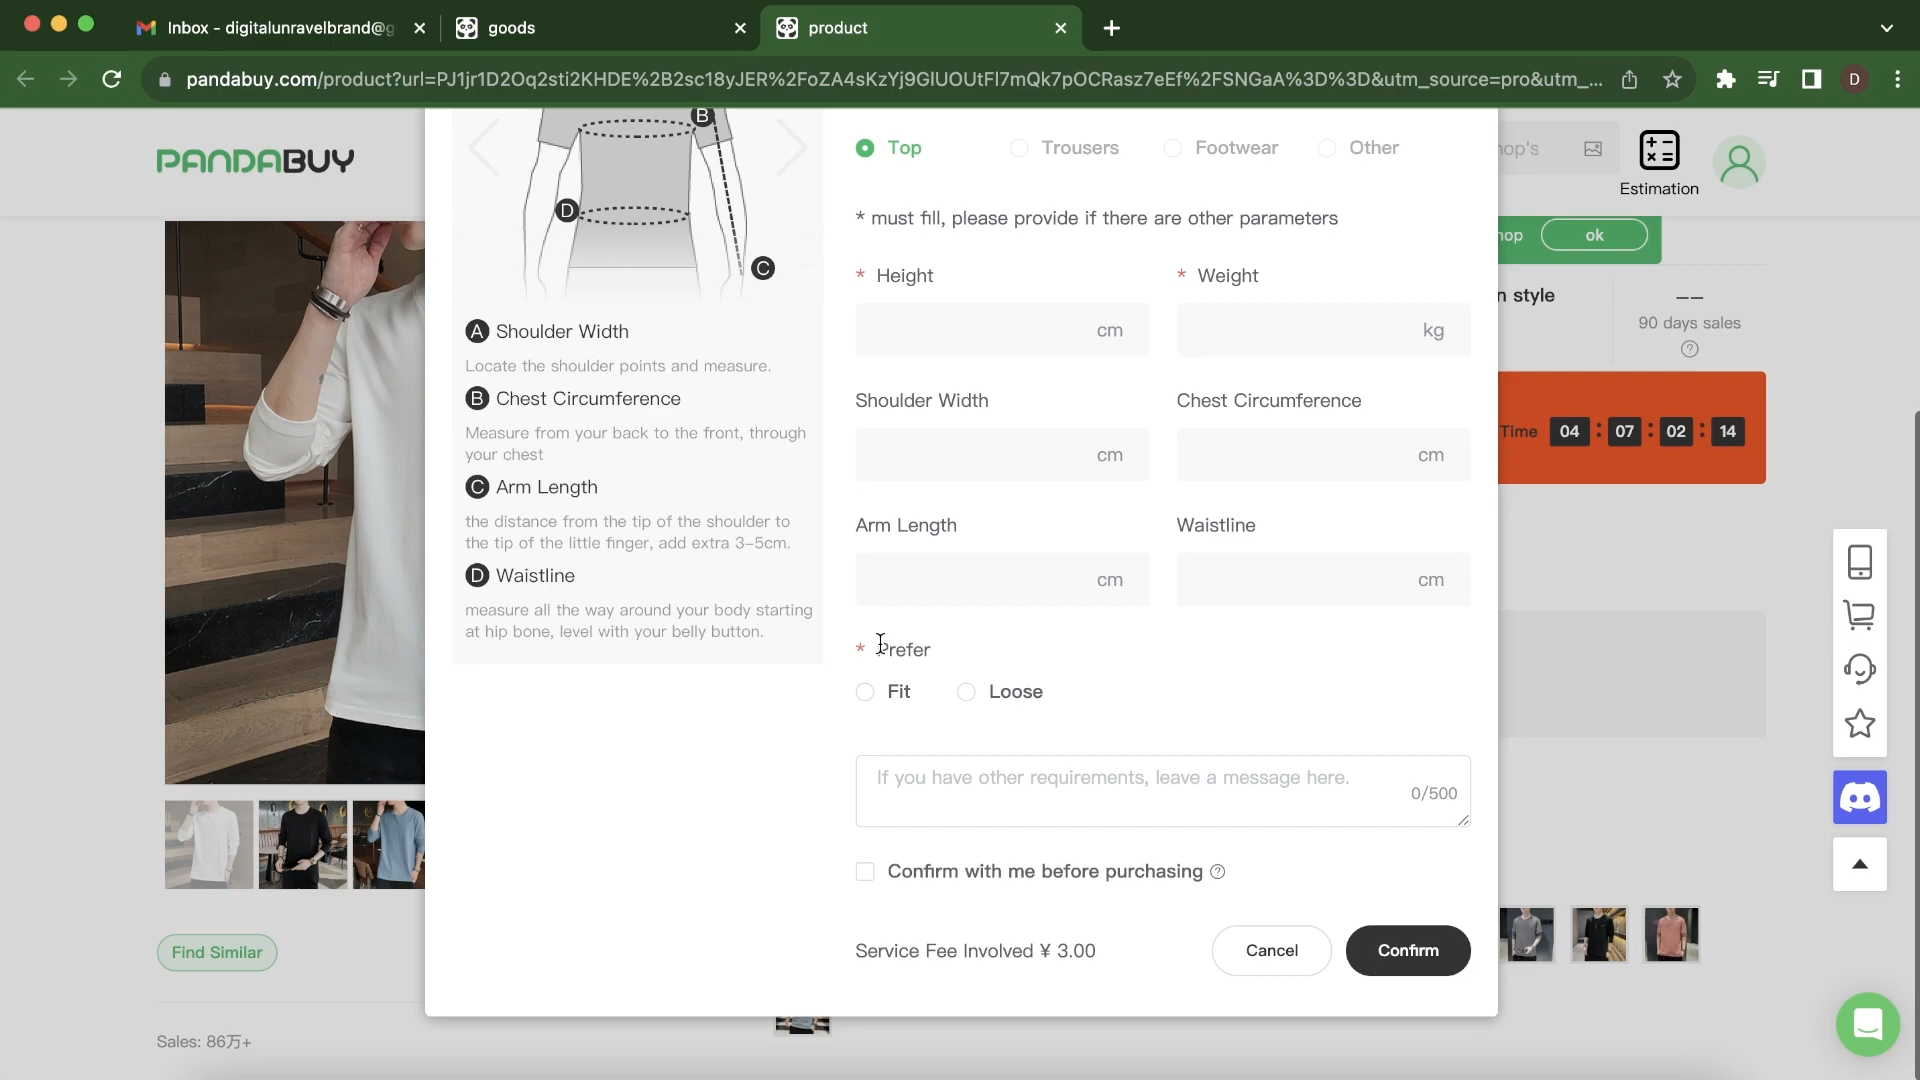 Inbox - digitalunravelbrand@g
goods
product
pandabuy.com/product?url=PJ1jr1D2Oq2sti2KHDE%2B2sc18yJER%2FoZA4sKzYj9GlUOUtFl7mQk7pOCRasz7eEf%2FSNGaA%3D%3D&utm_source=pro&utm_...
D
PANDABUY
hop's
Estimation
B
D
C
Top
Trousers
Footwear
Other
* must fill, please provide if there are other parameters
* Height
* Weight
cm
kg
Shoulder Width
Chest Circumference
cm
cm
Arm Length
Waistline
cm
cm
* Prefer
Fit
Loose
If you have other requirements, leave a message here.
0/500
Confirm with me before purchasing
Service Fee Involved ¥ 3.00
Cancel
Confirm
A Shoulder Width
Locate the shoulder points and measure.
B Chest Circumference
Measure from your back to the front, through
your chest
C Arm Length
the distance from the tip of the shoulder to
the tip of the little finger, add extra 3-5cm.
D Waistline
measure all the way around your body starting
at hip bone, level with your belly button.
hop
ok
n style
——
90 days sales
Time 04 : 07 : 02 : 14
Find Similar
Sales: 86万+